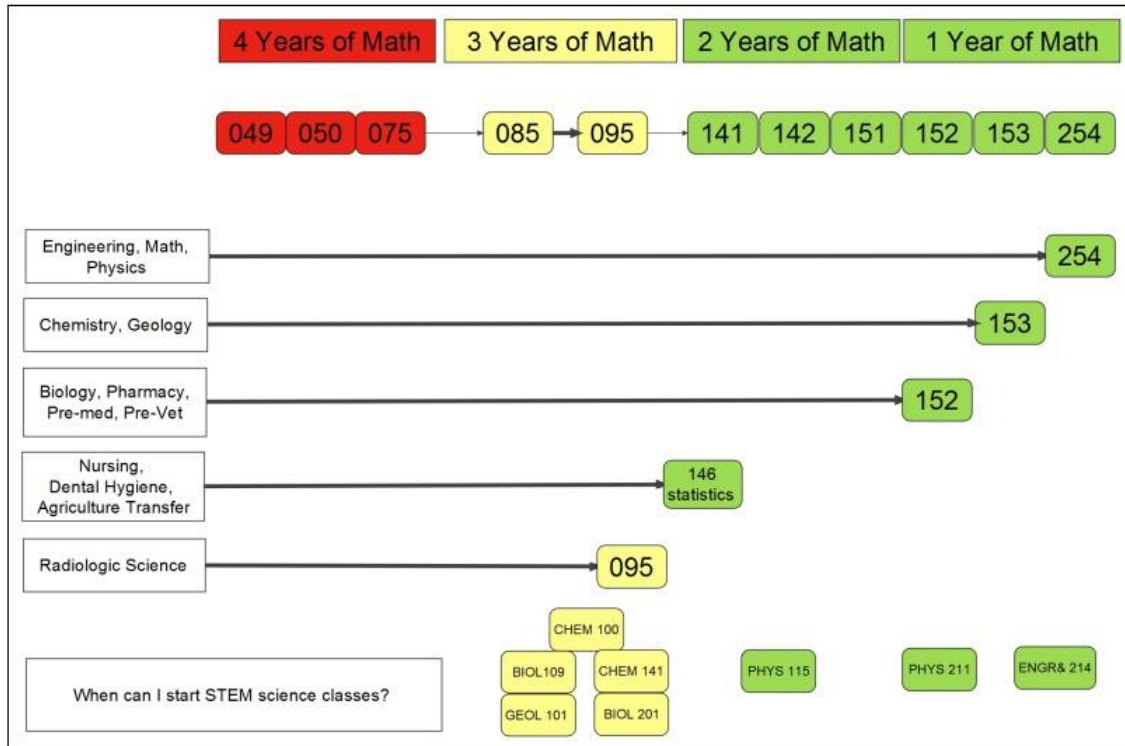 4 Years of Math
3 Years of Math
2 Years of Math
1 Year of Math
049
050
075
085
095
141
142
151
152
153
254
Engineering, Math,
Physics
254
Chemistry, Geology
153
Biology, Pharmacy,
Pre-med, Pre-Vet
152
Nursing,
Dental Hygiene,
Agriculture Transfer
146
statistics
Radiologic Science
095
When can I start STEM science classes?
CHEM 100
BIOL109
CHEM 141
GEOL 101
BIOL 201
PHYS 115
PHYS 211
ENGR& 214